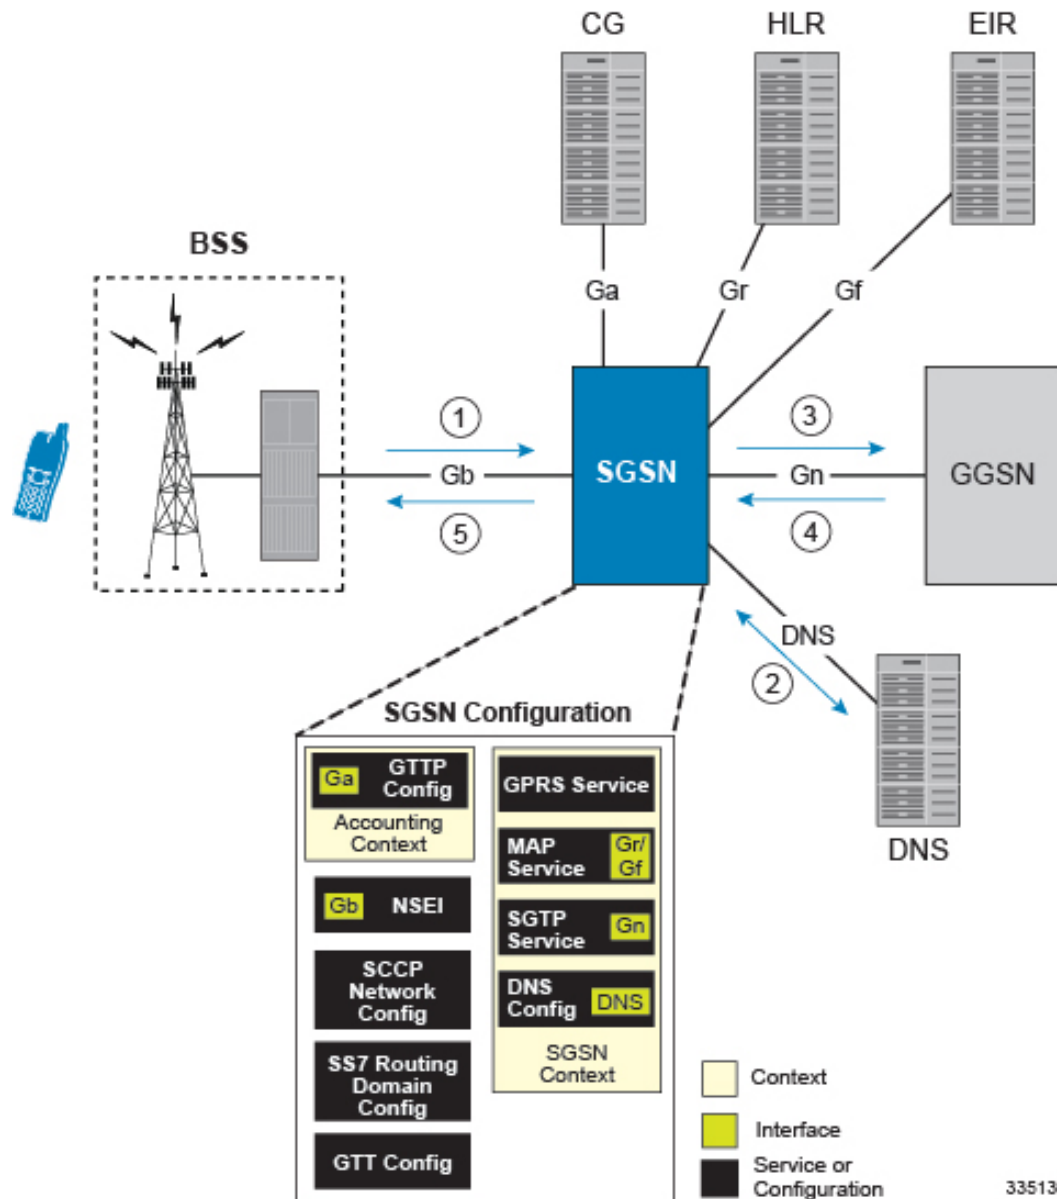 CG HLR EIR
BSS
Ga Gr Gf
1 3
Gb SGSN Gn GGSN
5 4
DNS
2
SGSN Configuration
DNS
Ga GTTP
Config
Accounting
Context
GPRS Service
MAP
Service
Gr/
Gf
Gb NSEI
SGTP
Service
Gn
SCCP
Network
Config
DNS
Config
DNS
SGSN
Context
SS7 Routing
Domain
Config
GTT Config
Context
Interface
Service or
Configuration
33513